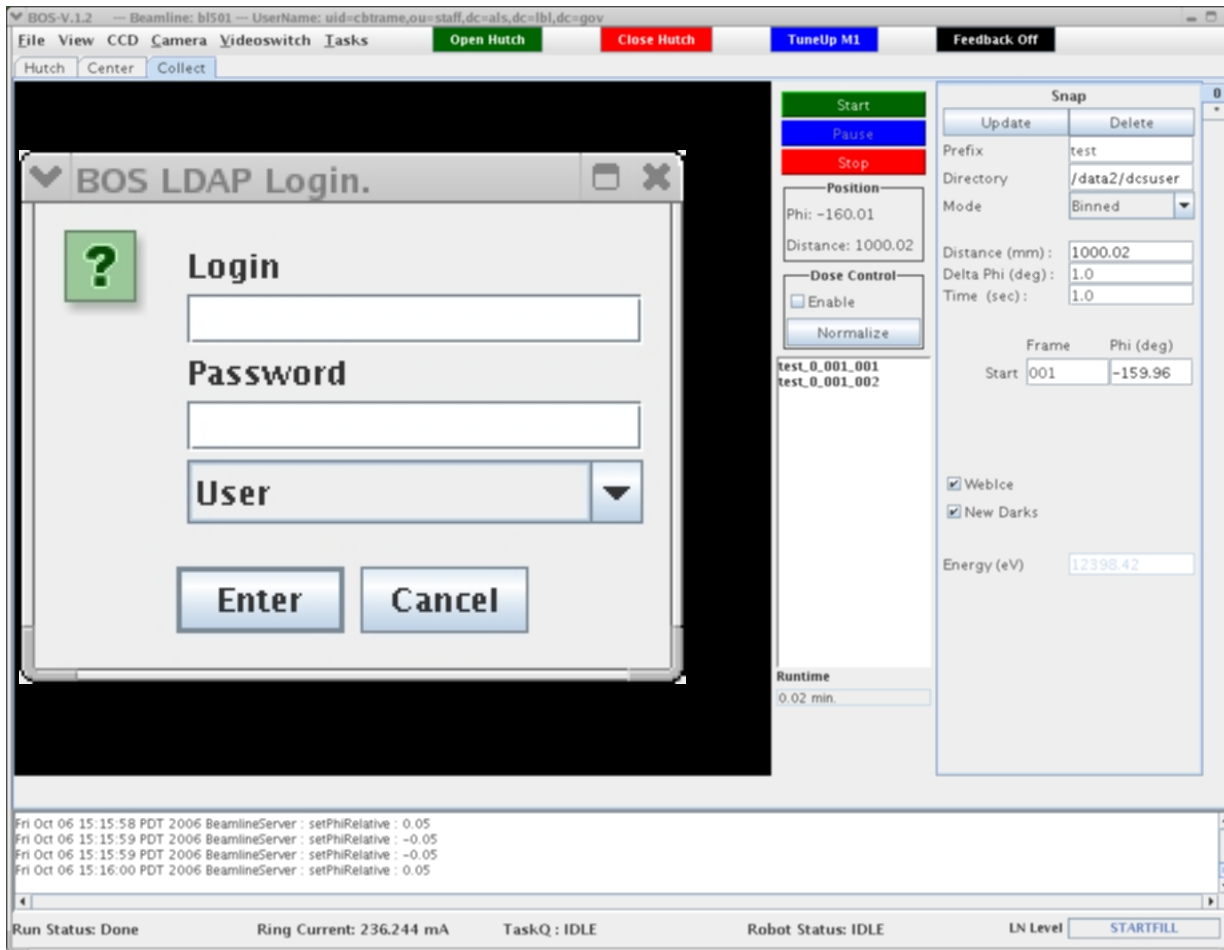 BOS-V.1.2 --- Beamline: bl501 --- UserName: uid=cbtrame,ou=staff,dc=als,dc=lbl,dc=gov
File View CCD Camera Videoswitch Tasks Open Hutch Close Hutch TuneUp M1 Feedback Off
Hutch Center Collect
BOS LDAP Login.
?
Login
Password
User
Enter Cancel
Start
Pause
Stop
Position
Phi: -160.01
Distance: 1000.02
Dose Control
Enable
Normalize
test_0_001_001
test_0_001_002
Runtime
0.02 min.
Snap
0
*
Update Delete
Prefix test
Directory /data2/dcsuser
Mode Binned
Distance (mm) : 1000.02
Delta Phi (deg) : 1.0
Time (sec) : 1.0
Frame Phi (deg)
Start 001 -159.96
WebIce
New Darks
Energy (eV) 12398.42
Fri Oct 06 15:15:58 PDT 2006 BeamlineServer : setPhiRelative : 0.05
Fri Oct 06 15:15:59 PDT 2006 BeamlineServer : setPhiRelative : -0.05
Fri Oct 06 15:15:59 PDT 2006 BeamlineServer : setPhiRelative : -0.05
Fri Oct 06 15:16:00 PDT 2006 BeamlineServer : setPhiRelative : 0.05
Run Status: Done Ring Current: 236.244 mA TaskQ : IDLE Robot Status: IDLE LN Level STARTFILL